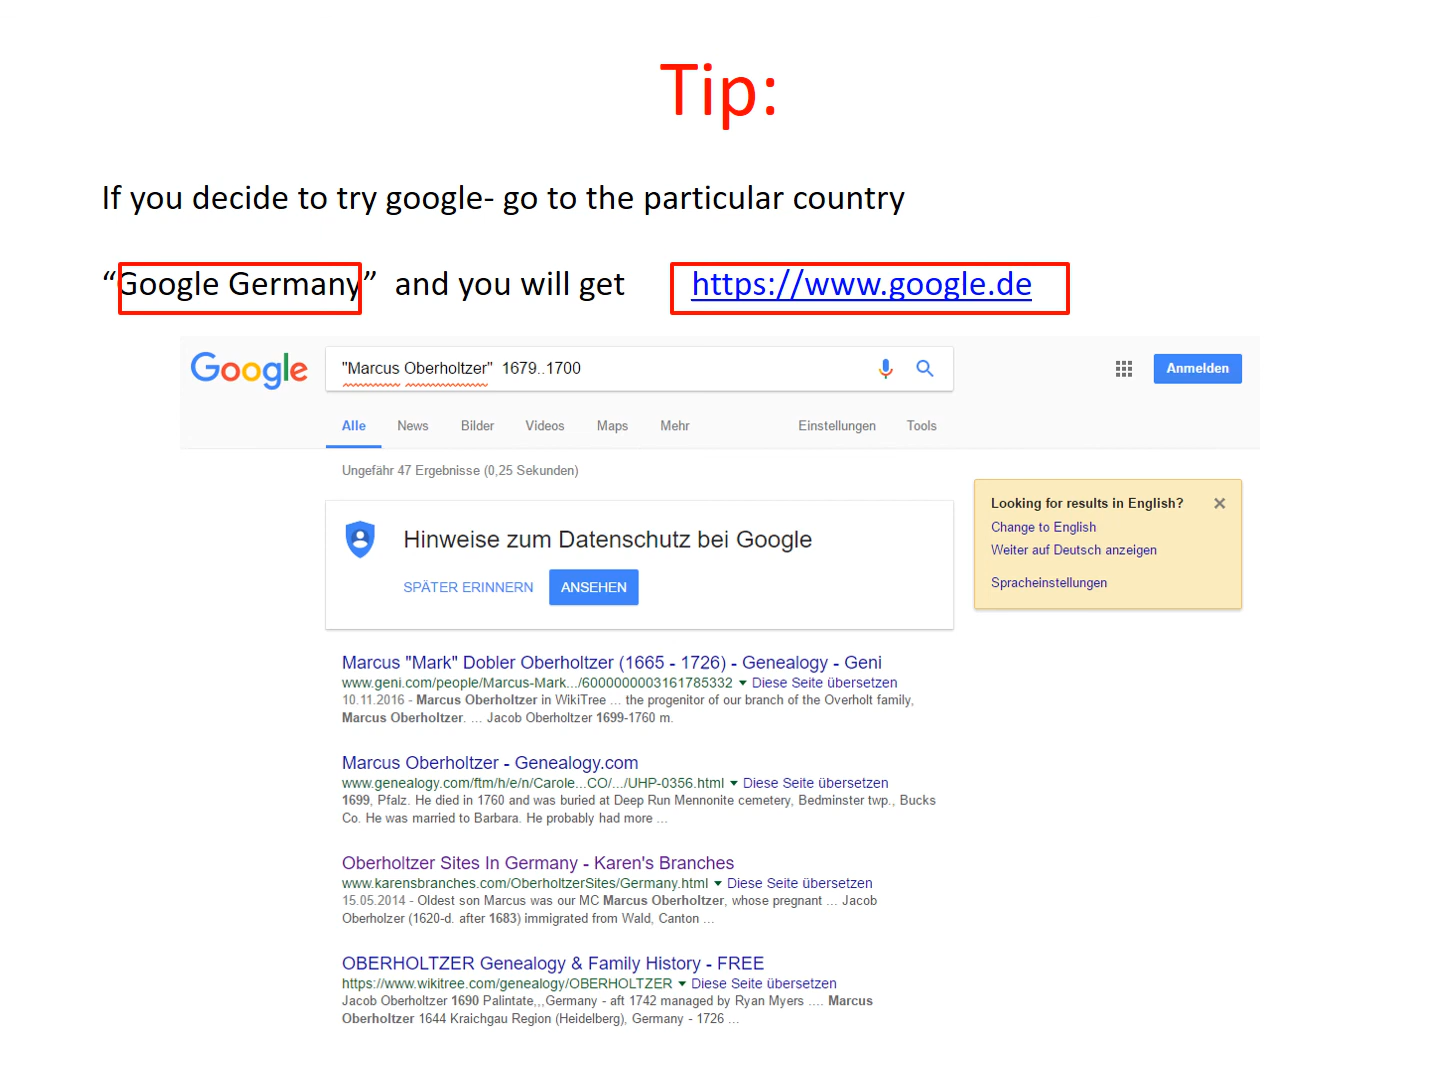 Tip:
If you decide to try google- go to the particular country
“Google Germany”  and you will get https://www.google.de
Google "Marcus Oberholtzer"  1679..1700 Anmelden
Alle News Bilder Videos Maps Mehr Einstellungen Tools
Ungefähr 47 Ergebnisse (0,25 Sekunden)
Looking for results in English?
Change to English
Weiter auf Deutsch anzeigen
Spracheinstellungen
Hinweise zum Datenschutz bei Google
SPÄTER ERINNERN ANSEHEN
Marcus "Mark" Dobler Oberholtzer (1665 - 1726) - Genealogy - Geni
www.geni.com/people/Marcus-Mark.../6000000003161785332 Diese Seite übersetzen
10.11.2016 - Marcus Oberholtzer in WikiTree ... the progenitor of our branch of the Overholt family,
Marcus Oberholtzer. ... Jacob Oberholtzer 1699-1760 m.
Marcus Oberholtzer - Genealogy.com
www.genealogy.com/ftm/h/e/n/Carole...CO/.../UHP-0356.html Diese Seite übersetzen
1699, Pfalz. He died in 1760 and was buried at Deep Run Mennonite cemetery, Bedminster twp., Bucks
Co. He was married to Barbara. He probably had more ...
Oberholtzer Sites In Germany - Karen's Branches
www.karensbranches.com/OberholtzerSites/Germany.html Diese Seite übersetzen
15.05.2014 - Oldest son Marcus was our MC Marcus Oberholtzer, whose pregnant ... Jacob
Oberholzer (1620-d. after 1683) immigrated from Wald, Canton ...
OBERHOLTZER Genealogy & Family History - FREE
https://www.wikitree.com/genealogy/OBERHOLTZER Diese Seite übersetzen
Jacob Oberholtzer 1690 Palintate,,,Germany - aft 1742 managed by Ryan Myers .... Marcus
Oberholtzer 1644 Kraichgau Region (Heidelberg), Germany - 1726 ...